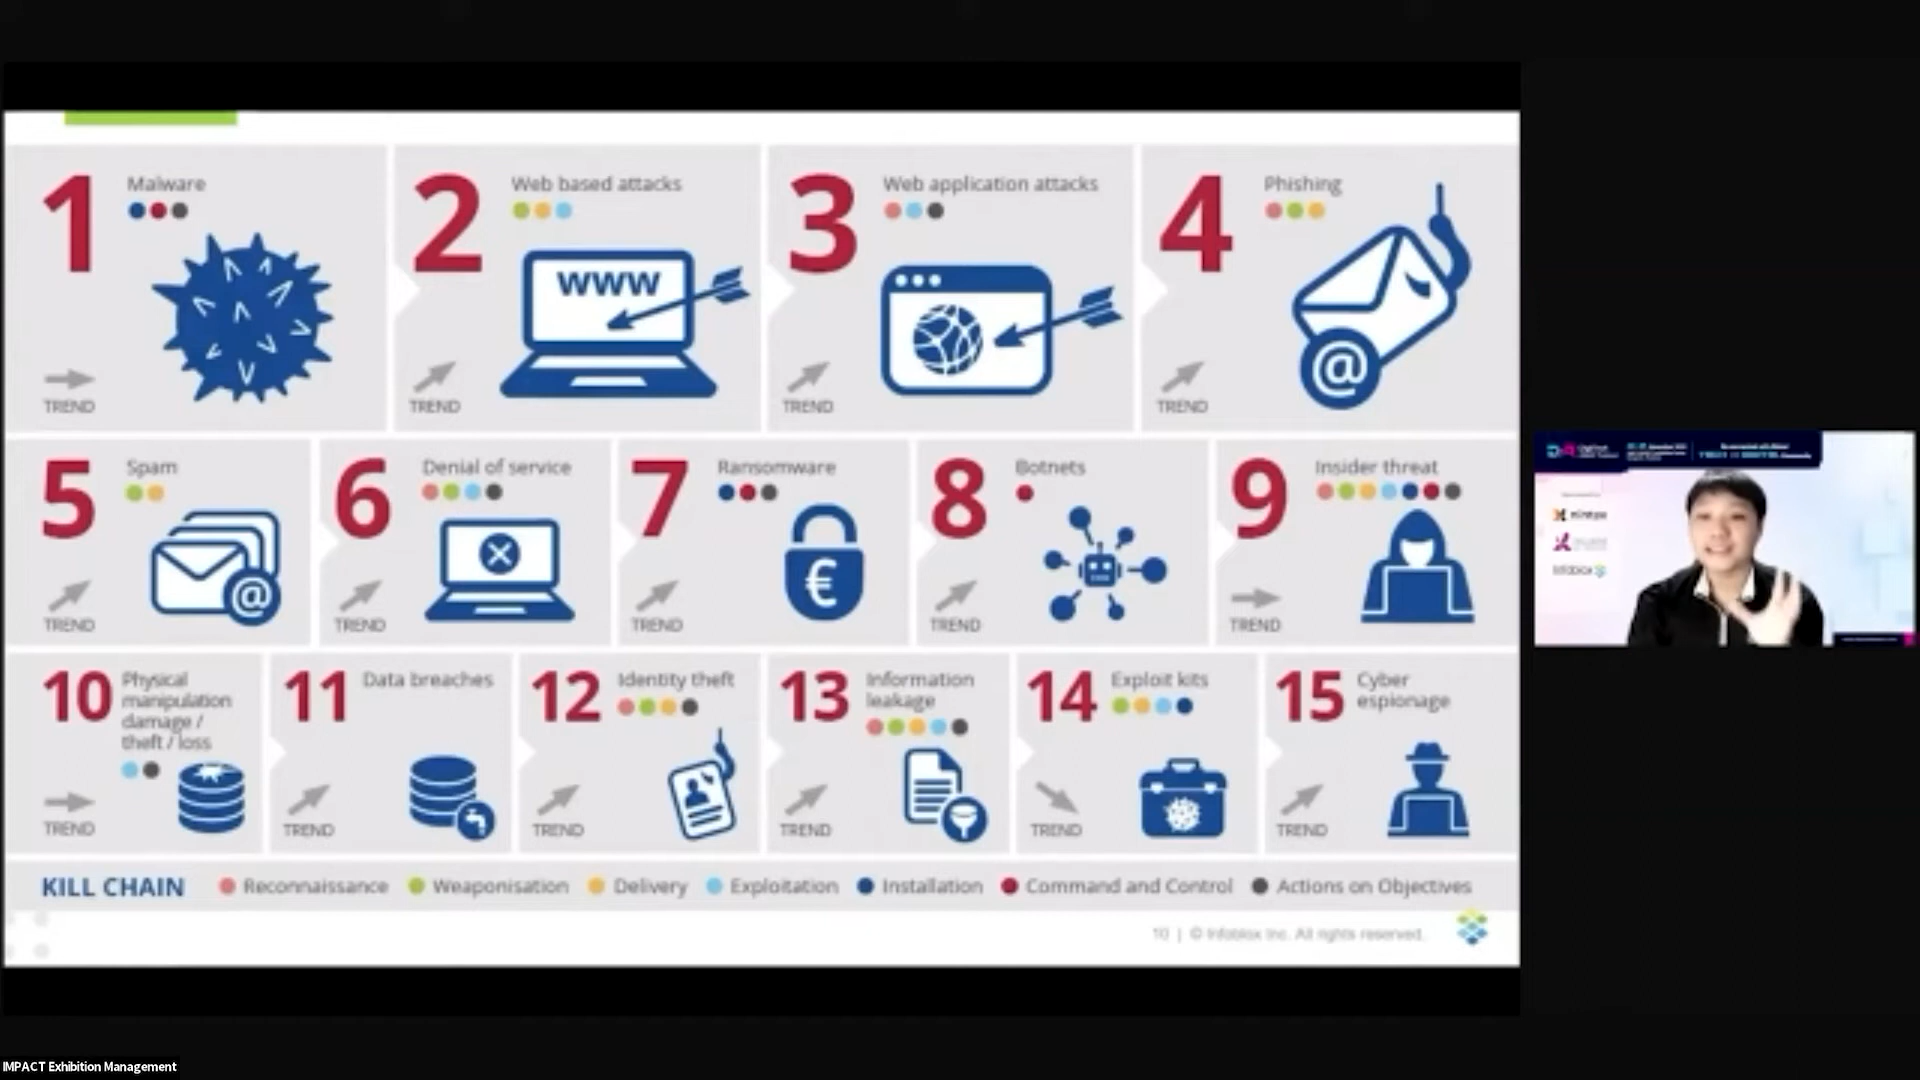 1
Malware
TREND
2
Web based attacks
WWW
TREND
3
Web application attacks
TREND
4
Phishing
@
TREND
5
Spam
@
TREND
6
Denial of service
TREND
7
Ransomware
€
TREND
8
Botnets
TREND
9
Insider threat
TREND
10
Physical
manipulation
damage /
theft / loss
TREND
11
Data breaches
TREND
12
Identity theft
TREND
13
Information
leakage
TREND
14
Exploit kits
TREND
15
Cyber
espionage
TREND
KILL CHAIN Reconnaissance Weaponisation Delivery Exploitation Installation Command and Control Actions on Objectives
10 | © Infoblox Inc. All rights reserved.
nintex
infoblox
IMPACT Exhibition Management